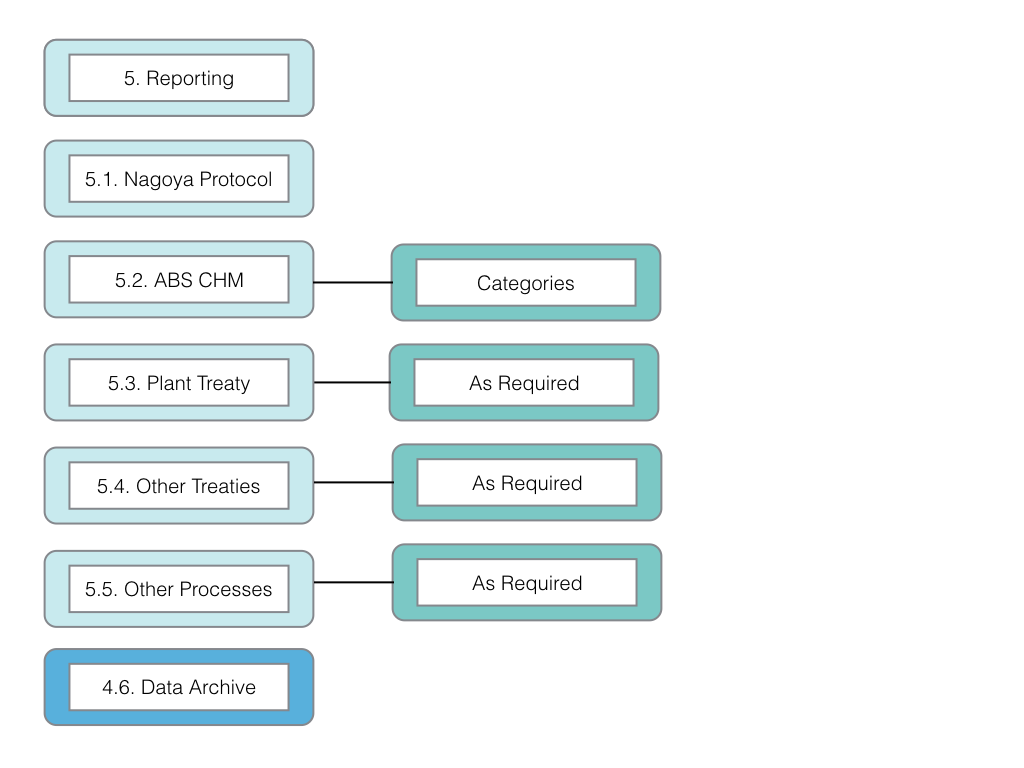 5. Reporting
5.1. Nagoya Protocol
5.2. ABS CHM
Categories
5.3. Plant Treaty
As Required
5.4. Other Treaties
As Required
5.5. Other Processes
As Required
4.6. Data Archive